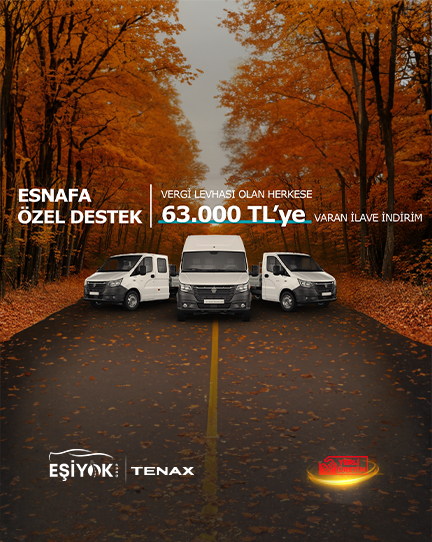 ESNAFA
ÖZEL DESTEK
VERGİ LEVHASI OLAN HERKESE
63.000 TL'ye VARAN İLAVE İNDİRİM
EŞİYOK TENAX